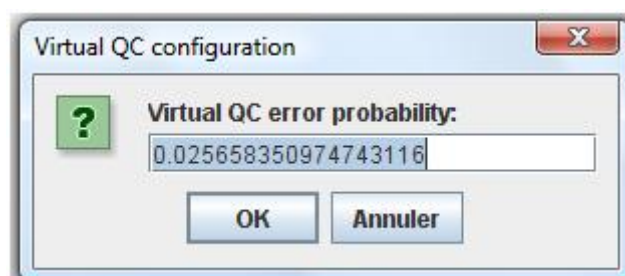 Virtual QC configuration
Virtual QC error probability:
0.025658350974743116
OK Annuler